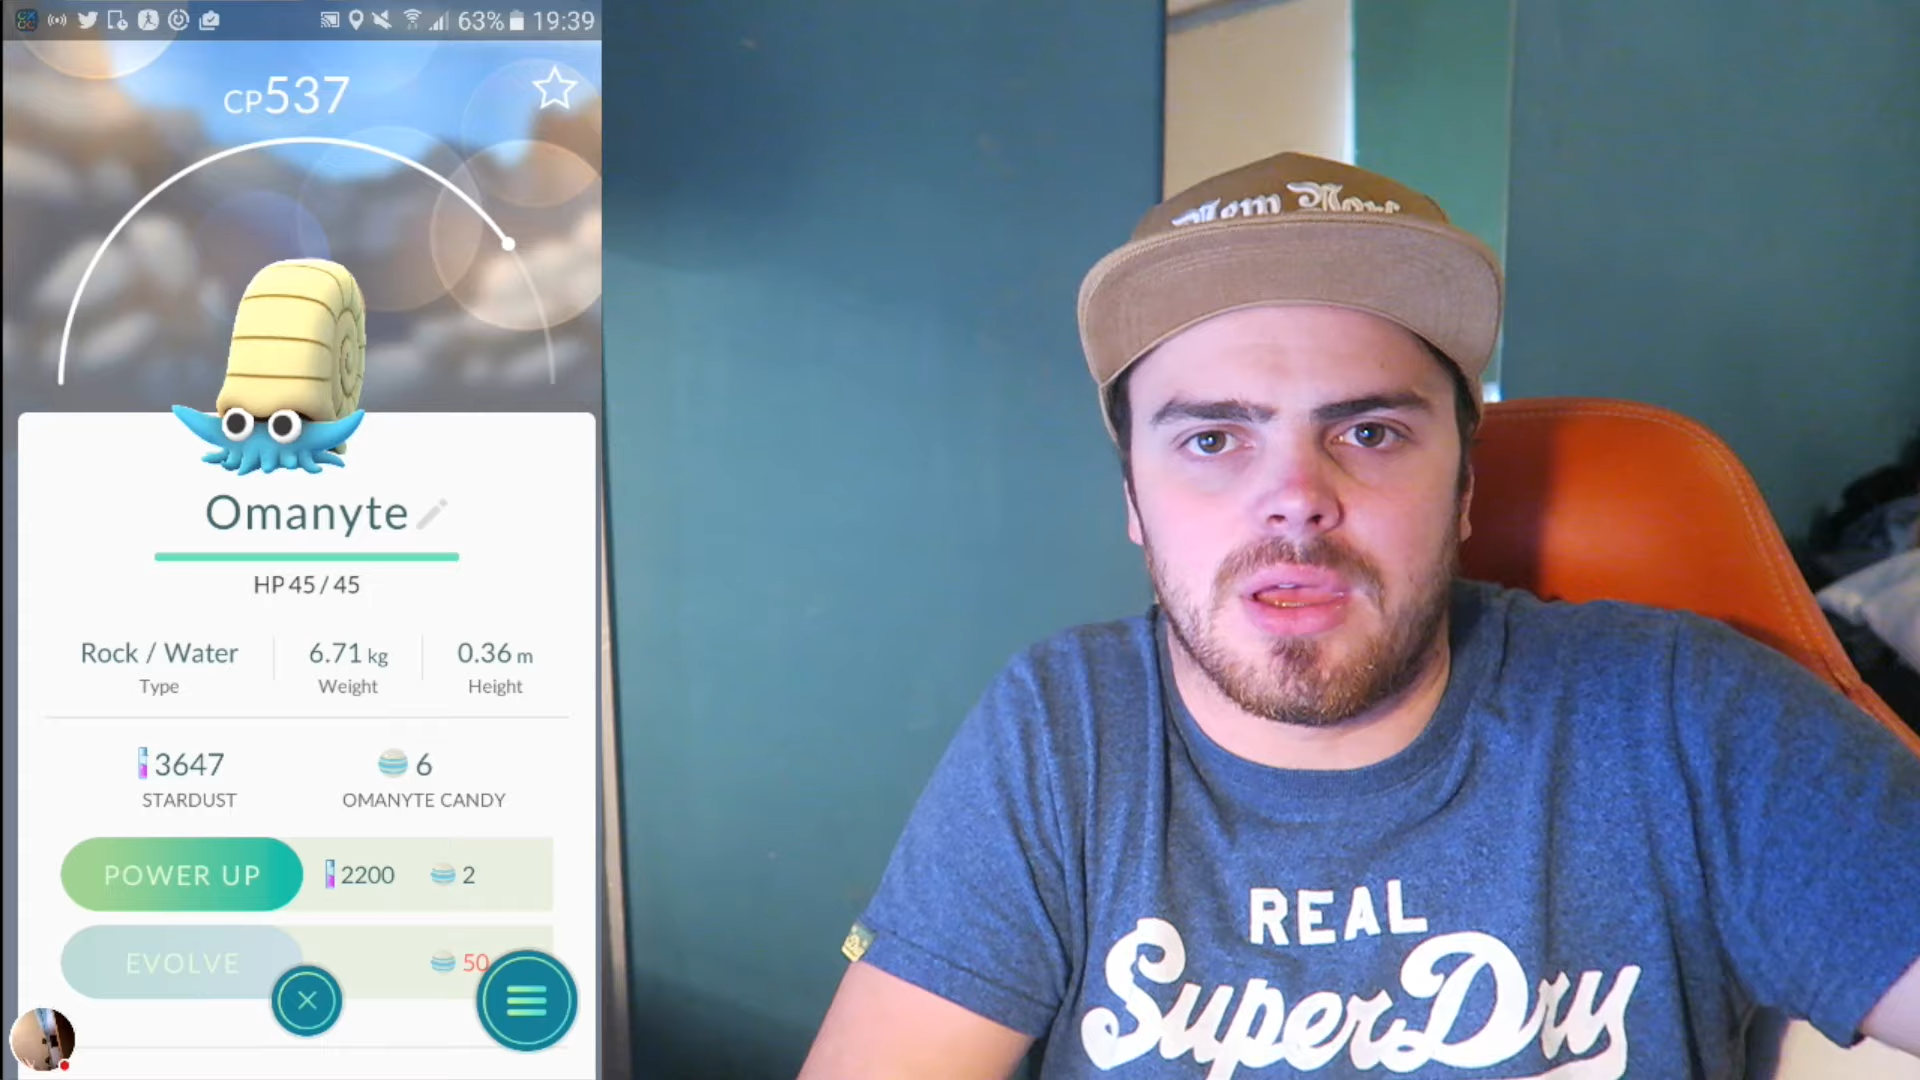 63% 19:39
CP537
Omanyte
HP 45 / 45
Rock / Water
Type
6.71 kg
Weight
0.36 m
Height
3647
STARDUST
6
OMANYTE CANDY
POWER UP
2200
2
EVOLVE
50
REAL
SuperDry